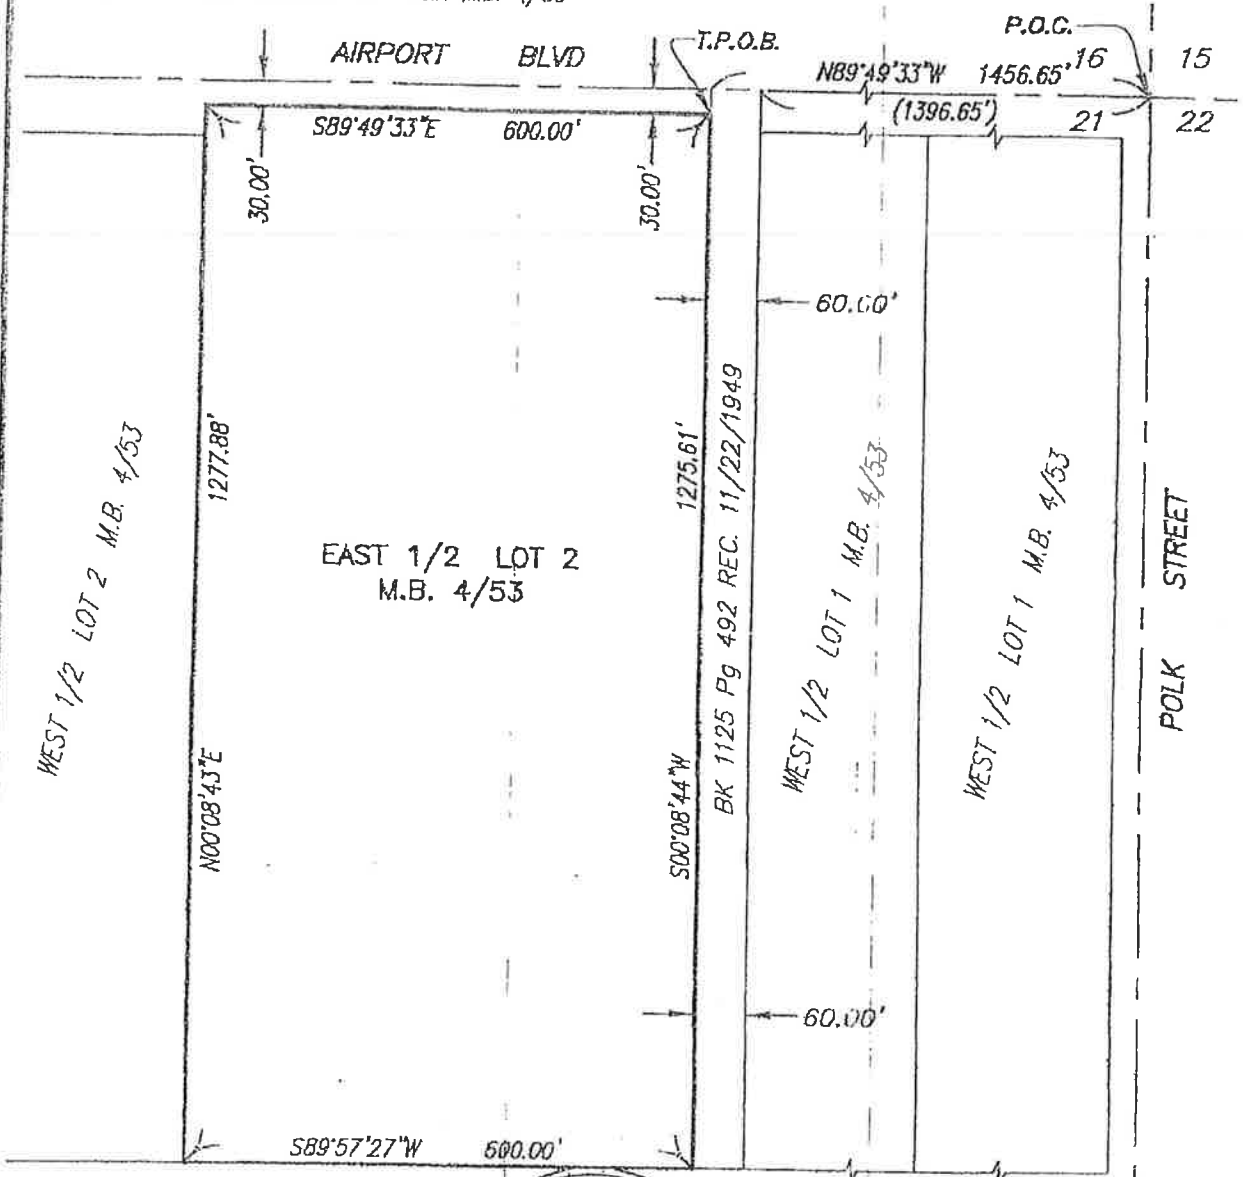 AIRPORT BLVD
T.P.O.B.
P.O.C.
16 15
N89°49'33"W 1456.65'
(1396.65')
21 22
S89°49'33"E 600.00'
30.00'
30.00'
60.00'
1277.88'
1275.61'
WEST 1/2 LOT 2 M.B. 4/53
EAST 1/2 LOT 2
M.B. 4/53
BK 1125 Pg 492 REC. 11/22/1949
WEST 1/2 LOT 1 M.B. 4/53
WEST 1/2 LOT 1 M.B. 4/53
POLK STREET
N00°08'43"E
S00°08'44"W
60.00'
S89°57'27"W 600.00'